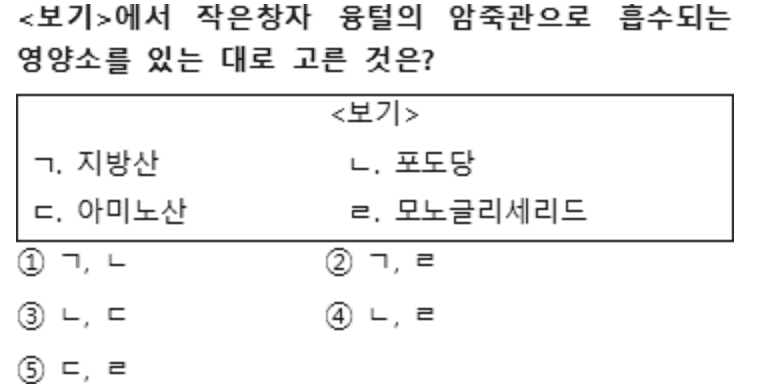 <보기>에서 작은창자 융털의 암죽관으로 흡수되는
영양소를 있는 대로 고른 것은?
<보기>
ㄱ. 지방산 ㄴ. 포도당
ㄷ. 아미노산 ㄹ. 모노글리세리드
① ㄱ, ㄴ ② ㄱ, ㄹ
③ ㄴ, ㄷ ④ ㄴ, ㄹ
⑤ ㄷ, ㄹ